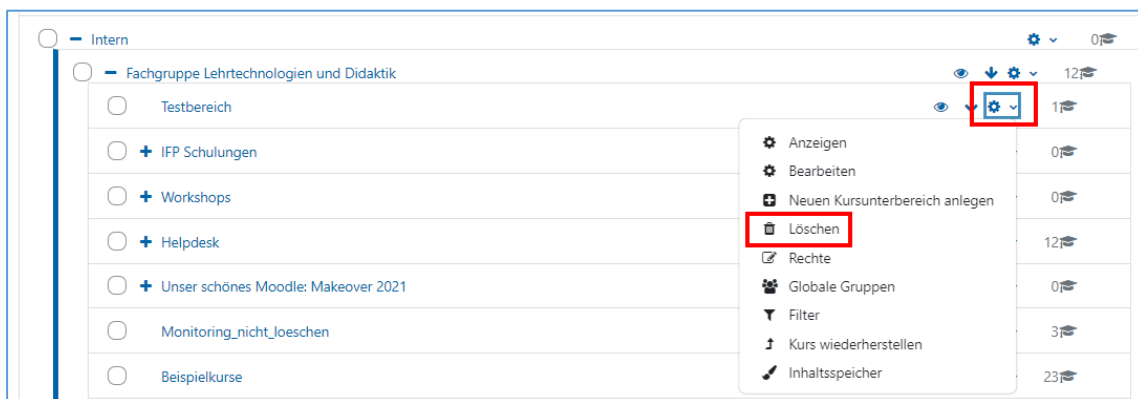 Intern 0
Fachgruppe Lehrtechnologien und Didaktik 12
Testbereich 1
Anzeigen
IFP Schulungen 0
Bearbeiten
Workshops 0
Neuen Kursunterbereich anlegen
Löschen
Helpdesk 12
Rechte
Unser schönes Moodle: Makeover 2021 0
Globale Gruppen
Filter
Monitoring_nicht_loeschen 3
Kurs wiederherstellen
Beispielkurse 23
Inhaltsspeicher